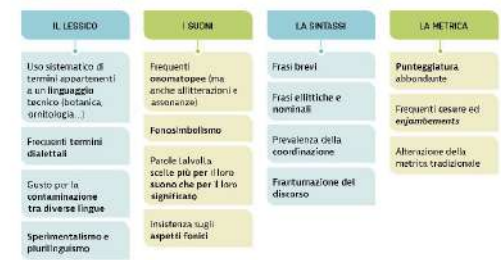 IL LESSICO
Uso sistematico di
termini appartenenti
a un linguaggio
tecnico (botanica,
ornitologia...)
Frequenti termini
dialettali
Gusto per la
contaminazione
tra diverse lingue
Sperimentalismo e
plurilinguismo
I SUONI
Frequenti
onomatopee (ma
anche allitterazioni e
assonanze)
Fonosimbolismo
Parole talvolta
scelte più per il loro
suono che per il loro
significato
Insistenza sugli
aspetti fonici
LA SINTASSI
Frasi brevi
Frasi ellittiche e
nominali
Prevalenza della
coordinazione
Frantumazione del
discorso
LA METRICA
Punteggiatura
abbondante
Frequenti cesure ed
enjambements
Alterazione della
metrica tradizionale